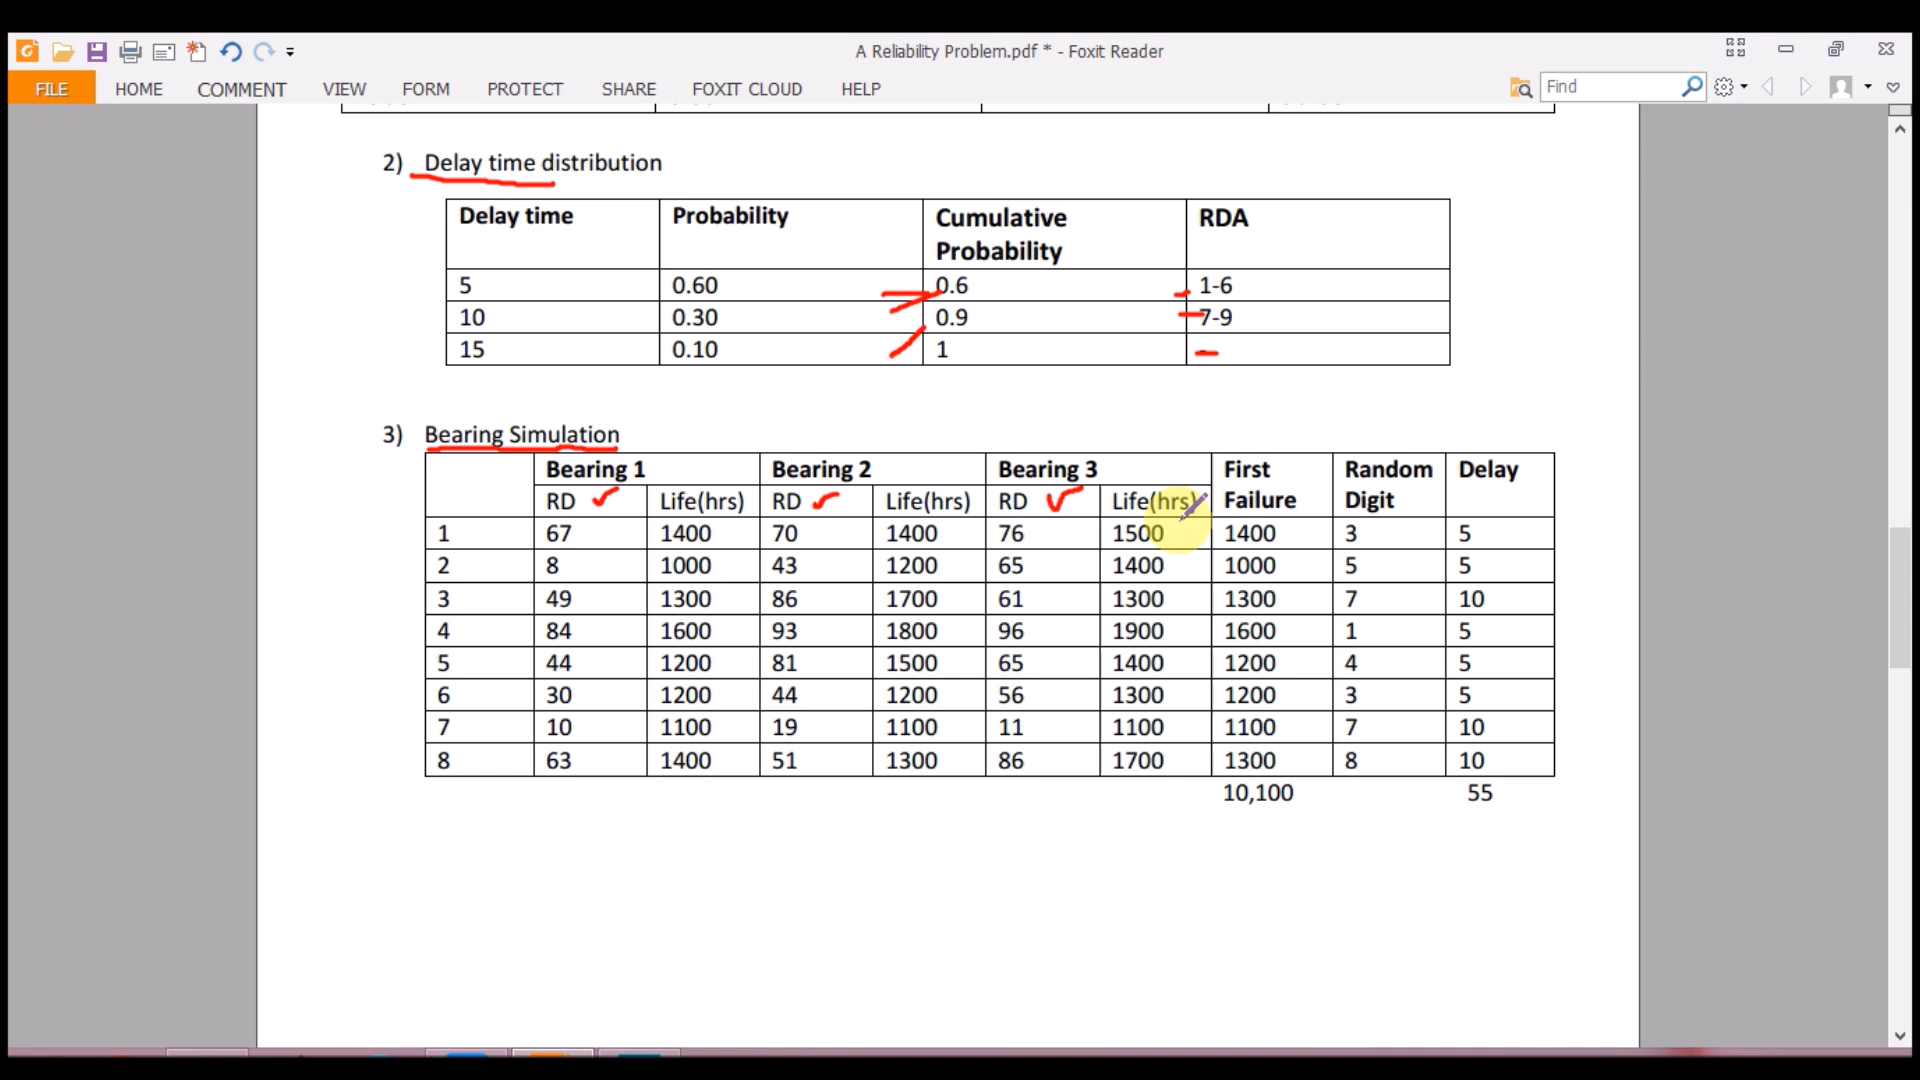 A Reliability Problem.pdf * - Foxit Reader
FILE HOME COMMENT VIEW FORM PROTECT SHARE FOXIT CLOUD HELP Find
2) Delay time distribution
Delay time Probability Cumulative Probability RDA
5 0.60 0.6 1-6
10 0.30 0.9 7-9
15 0.10 1 -
3) Bearing Simulation
Bearing 1 Bearing 2 Bearing 3 First Failure Random Digit Delay
RD Life(hrs) RD Life(hrs) RD Life(hrs)
1 67 1400 70 1400 76 1500 1400 3 5
2 8 1000 43 1200 65 1400 1000 5 5
3 49 1300 86 1700 61 1300 1300 7 10
4 84 1600 93 1800 96 1900 1600 1 5
5 44 1200 81 1500 65 1400 1200 4 5
6 30 1200 44 1200 56 1300 1200 3 5
7 10 1100 19 1100 11 1100 1100 7 10
8 63 1400 51 1300 86 1700 1300 8 10
10,100 55